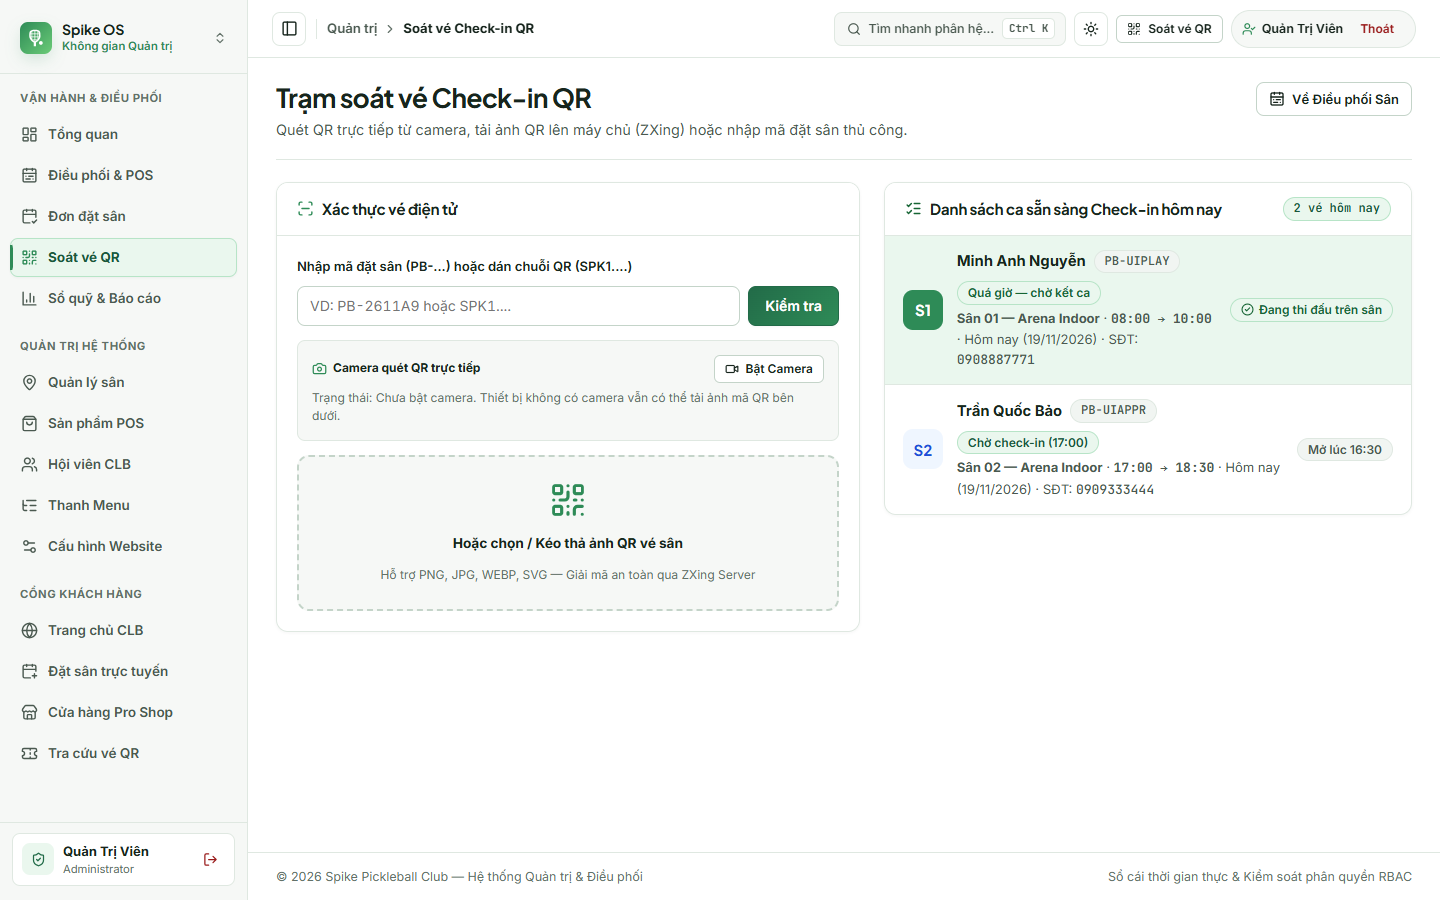 Spike OS
Không gian Quản trị
VẬN HÀNH & ĐIỀU PHỐI
Tổng quan
Điều phối & POS
Đơn đặt sân
Soát vé QR
Sổ quỹ & Báo cáo
QUẢN TRỊ HỆ THỐNG
Quản lý sân
Sản phẩm POS
Hội viên CLB
Thanh Menu
Cấu hình Website
CỔNG KHÁCH HÀNG
Trang chủ CLB
Đặt sân trực tuyến
Cửa hàng Pro Shop
Tra cứu vé QR
Quản Trị Viên
Administrator
Quản trị > Soát vé Check-in QR
Tìm nhanh phân hệ... Ctrl K
Soát vé QR
Quản Trị Viên Thoát
Trạm soát vé Check-in QR
Quét QR trực tiếp từ camera, tải ảnh QR lên máy chủ (ZXing) hoặc nhập mã đặt sân thủ công.
Về Điều phối Sân
Xác thực vé điện tử
Nhập mã đặt sân (PB-...) hoặc dán chuỗi QR (SPK1....)
VD: PB-2611A9 hoặc SPK1....
Kiểm tra
Camera quét QR trực tiếp
Bật Camera
Trạng thái: Chưa bật camera. Thiết bị không có camera vẫn có thể tải ảnh mã QR bên
dưới.
Hoặc chọn / Kéo thả ảnh QR vé sân
Hỗ trợ PNG, JPG, WEBP, SVG — Giải mã an toàn qua ZXing Server
Danh sách ca sẵn sàng Check-in hôm nay
2 vé hôm nay
S1
Minh Anh Nguyễn PB-UIPLAY
Quá giờ — chờ kết ca
Sân 01 — Arena Indoor · 08:00 → 10:00
· Hôm nay (19/11/2026) · SĐT:
0908887771
Đang thi đấu trên sân
S2
Trần Quốc Bảo PB-UIAPPR
Chờ check-in (17:00)
Sân 02 — Arena Indoor · 17:00 → 18:30 · Hôm nay
(19/11/2026) · SĐT: 0909333444
Mở lúc 16:30
© 2026 Spike Pickleball Club — Hệ thống Quản trị & Điều phối
Sổ cái thời gian thực & Kiểm soát phân quyền RBAC